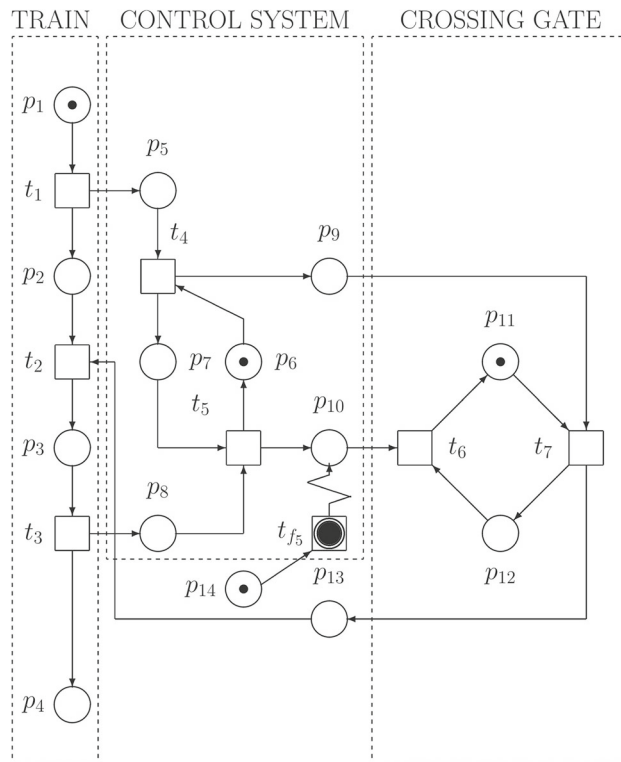 TRAIN CONTROL SYSTEM CROSSING GATE
p1
p5
t1
t4
p9
p2
p11
t2
p7 p6
t5
p10
p3
t6 t7
p8
t3
tf5
p12
p14
p13
p4